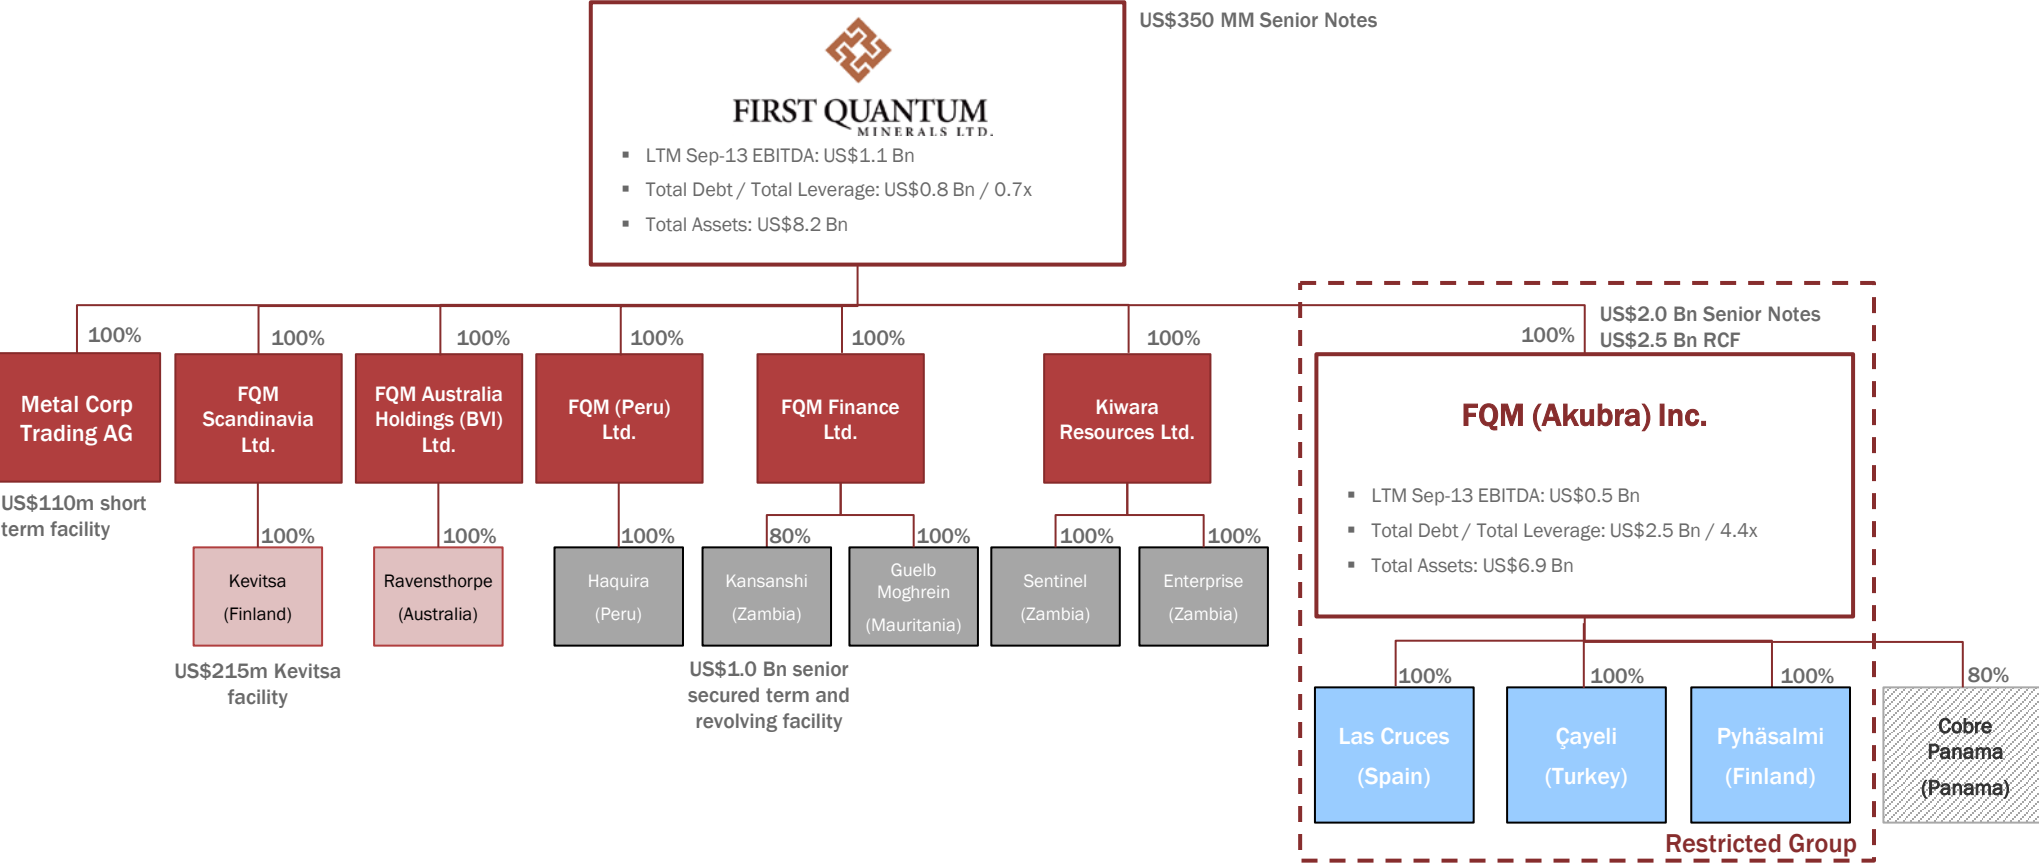 US$350 MM Senior Notes
FIRST QUANTUM
MINERALS LTD.
▪ LTM Sep-13 EBITDA: US$1.1 Bn
▪ Total Debt / Total Leverage: US$0.8 Bn / 0.7x
▪ Total Assets: US$8.2 Bn
100%
100%
100%
100%
100%
100%
100%
US$2.0 Bn Senior Notes
US$2.5 Bn RCF
Metal Corp
Trading AG
US$110m short
term facility
FQM
Scandinavia
Ltd.
FQM Australia
Holdings (BVI)
Ltd.
FQM (Peru)
Ltd.
FQM Finance
Ltd.
Kiwara
Resources Ltd.
FQM (Akubra) Inc.
▪ LTM Sep-13 EBITDA: US$0.5 Bn
▪ Total Debt / Total Leverage: US$2.5 Bn / 4.4x
▪ Total Assets: US$6.9 Bn
100%
Kevitsa
(Finland)
US$215m Kevitsa
facility
100%
Ravensthorpe
(Australia)
100%
Haquira
(Peru)
80%
Kansanshi
(Zambia)
US$1.0 Bn senior
secured term and
revolving facility
100%
Guelb
Moghrein
(Mauritania)
100%
Sentinel
(Zambia)
100%
Enterprise
(Zambia)
100%
Las Cruces
(Spain)
100%
Çayeli
(Turkey)
100%
Pyhäsalmi
(Finland)
80%
Cobre
Panama
(Panama)
Restricted Group